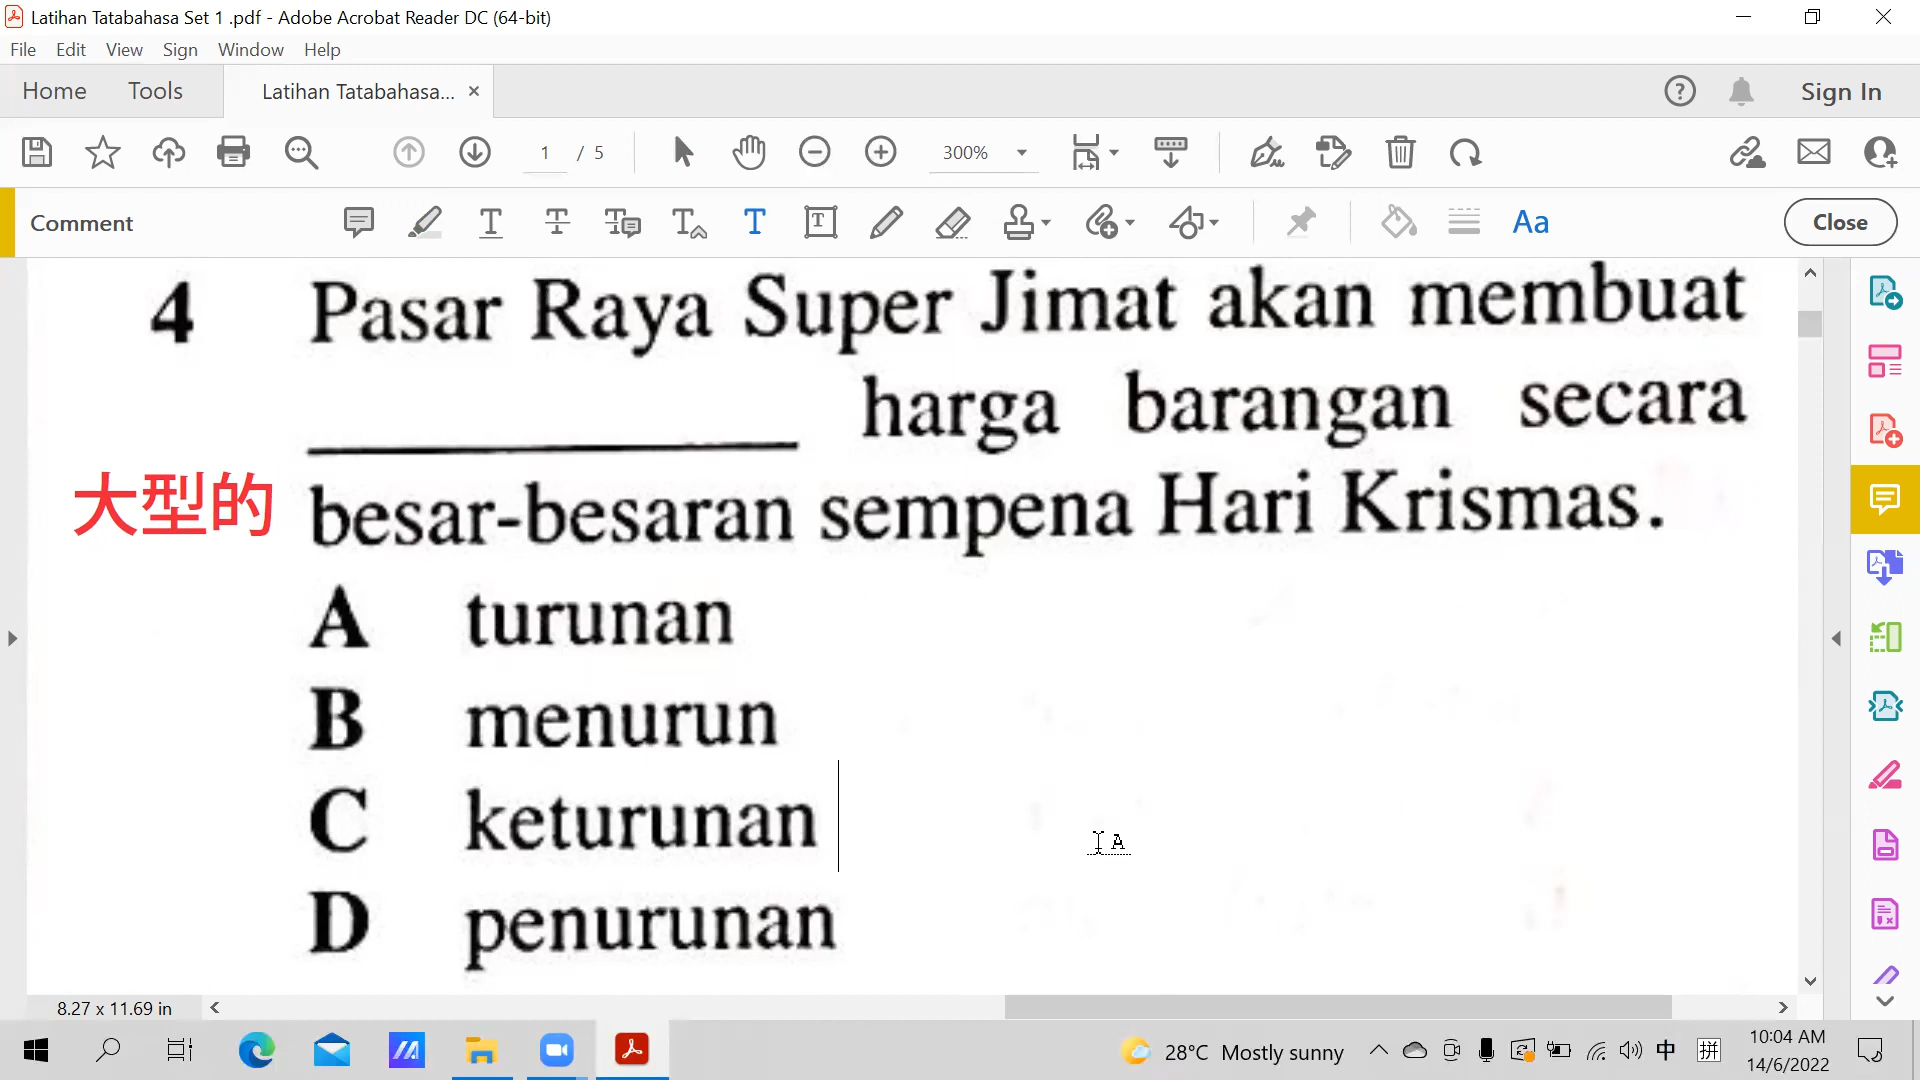 Latihan Tatabahasa Set 1 .pdf - Adobe Acrobat Reader DC (64-bit)
File Edit View Sign Window Help
Home Tools Latihan Tatabahasa... × Sign In
1 / 5 300%
Comment Aa Close
4 Pasar Raya Super Jimat akan membuat
__________ harga barangan secara
大型的 besar-besaran sempena Hari Krismas.
A turunan
B menurun
C keturunan
D penurunan
8.27 x 11.69 in
28°C Mostly sunny 中 拼 10:04 AM
14/6/2022